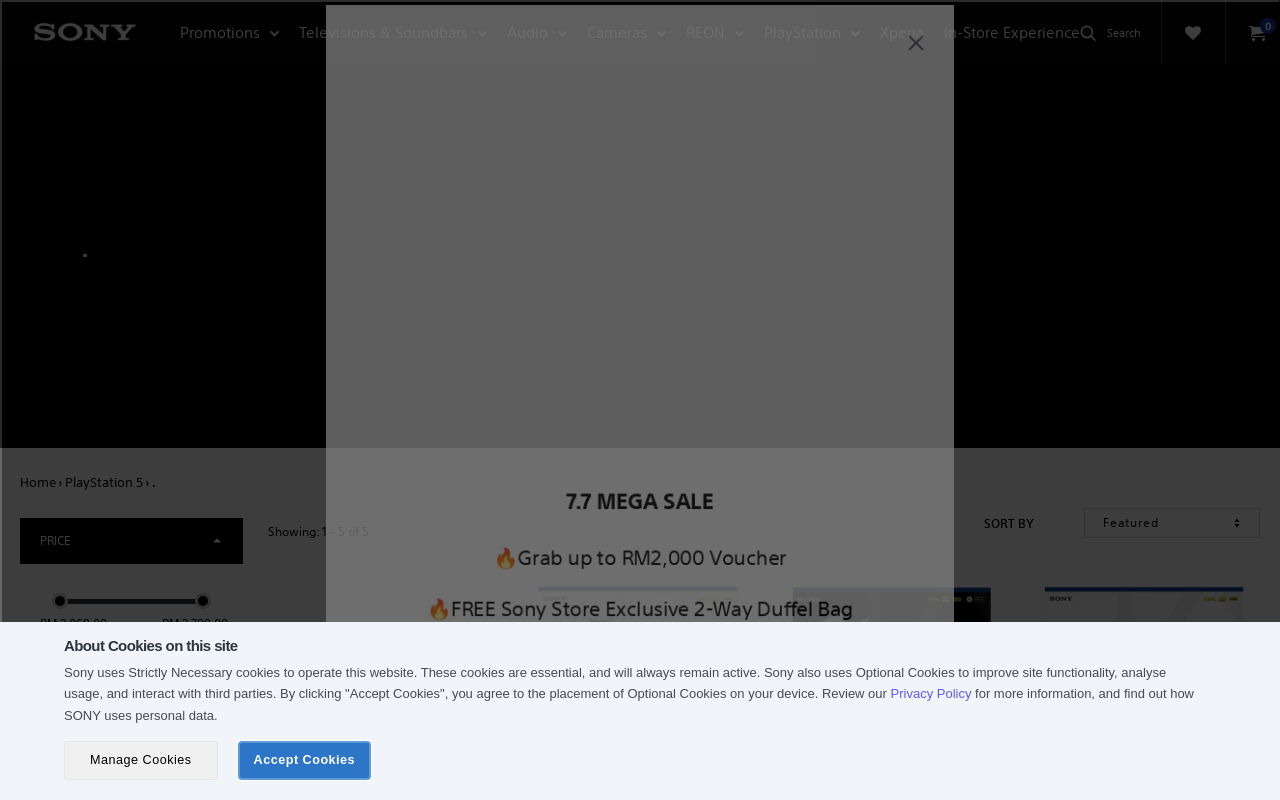 SONY
Promotions Televisions & Soundbars Audio Cameras REON PlayStation Xperia In-Store Experience Search 0
Home › PlayStation 5 › .
7.7 MEGA SALE
PRICE
Showing: 1 - 5 of 5
SORT BY Featured
🔥Grab up to RM2,000 Voucher
🔥FREE Sony Store Exclusive 2-Way Duffel Bag
SONY SONY
About Cookies on this site
Sony uses Strictly Necessary cookies to operate this website. These cookies are essential, and will always remain active. Sony also uses Optional Cookies to improve site functionality, analyse
usage, and interact with third parties. By clicking "Accept Cookies", you agree to the placement of Optional Cookies on your device. Review our Privacy Policy for more information, and find out how
SONY uses personal data.
Manage Cookies Accept Cookies